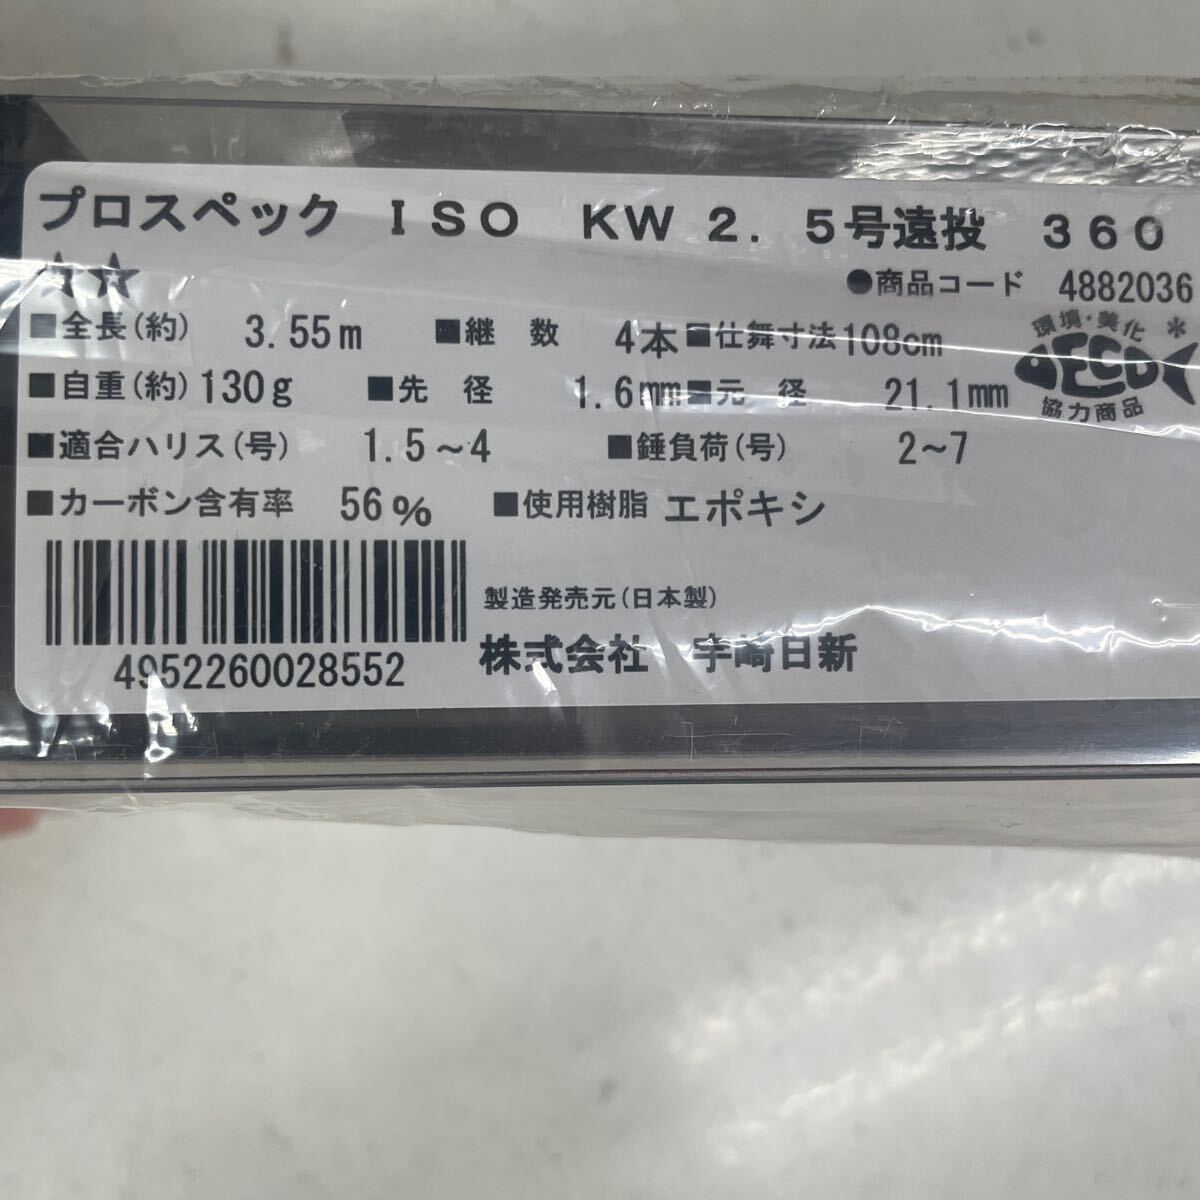 プロスペック ISO KW 2.5号遠投 360
☆☆
●商品コード 4882036
■全長(約) 3.55m ■継 数 4本 ■仕舞寸法 108cm
■自重(約) 130g ■先 径 1.6mm ■元 径 21.1mm
■適合ハリス(号) 1.5~4 ■錘負荷(号) 2~7
■カーボン含有率 56% ■使用樹脂 エポキシ
環境・美化*
ECO
協力商品
製造発売元(日本製)
株式会社 宇崎日新
4952260028552